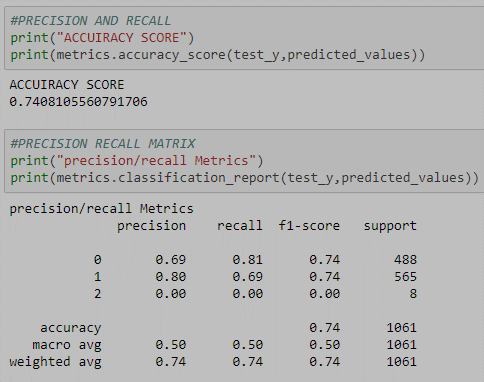 #PRECISION AND RECALL
print("ACCUIRACY SCORE")
print(metrics.accuracy_score(test_y,predicted_values))
ACCUIRACY SCORE
0.7408105560791706
#PRECISION RECALL MATRIX
print("precision/recall Metrics")
print(metrics.classification_report(test_y,predicted_values))
precision/recall Metrics
precision recall f1-score support
0 0.69 0.81 0.74 488
1 0.80 0.69 0.74 565
2 0.00 0.00 0.00 8
accuracy 0.74 1061
macro avg 0.50 0.50 0.50 1061
weighted avg 0.74 0.74 0.74 1061